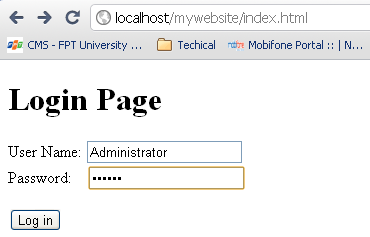 localhost/mywebsite/index.html
CMS - FPT University ... Techical Mobifone Portal :: | N...
Login Page
User Name: Administrator
Password: ••••••
Log in